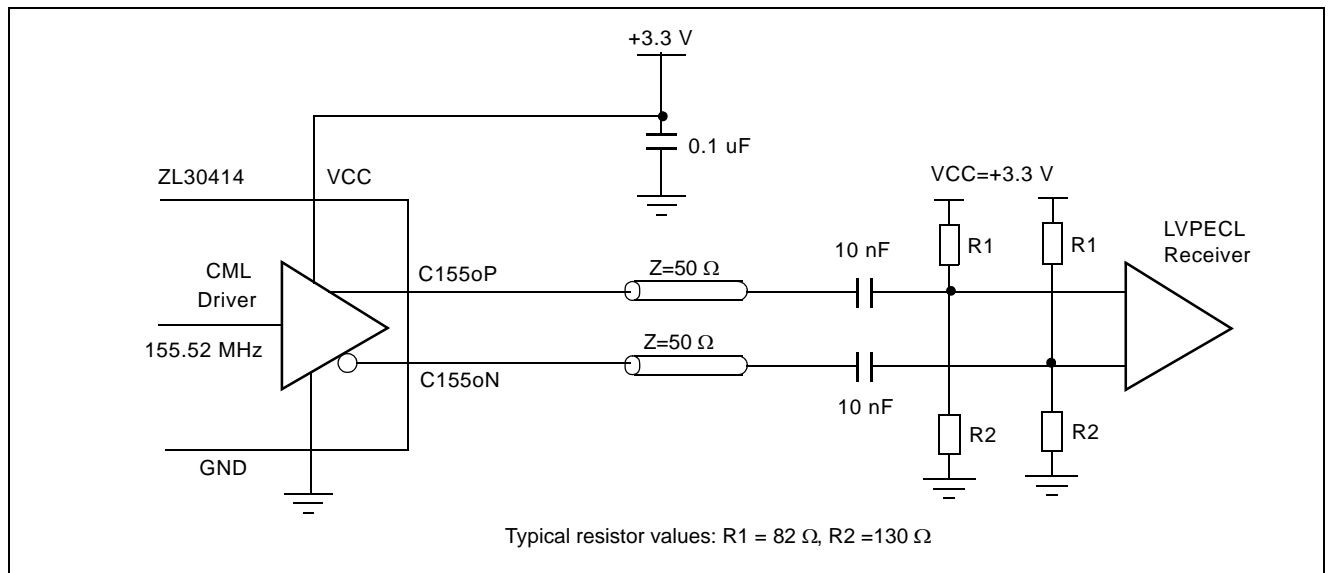 +3.3 V
0.1 uF
ZL30414
VCC
VCC=+3.3 V
R1
R1
LVPECL
Receiver
10 nF
CML
Driver
C155oP
Z=50 Ω
155.52 MHz
Z=50 Ω
C155oN
10 nF
R2
R2
GND
Typical resistor values: R1 = 82 Ω, R2 =130 Ω